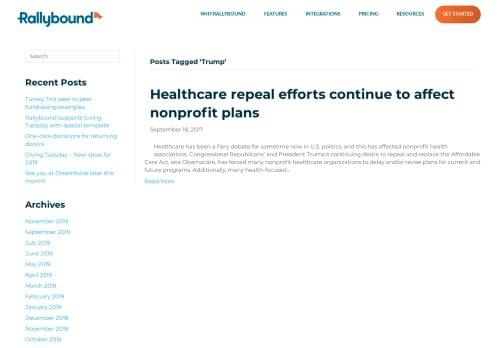 Rallybound
WHY RALLYBOUND
FEATURES
INTEGRATIONS
PRICING
RESOURCES
GET STARTED
Search
Recent Posts
Turkey Trot peer to peer
fundraising examples
Rallybound supports Giving
Tuesday with special template
One-click donations for returning
donors
Giving Tuesday – New ideas for
2019
See you at Dreamforce later this
month!
Archives
November 2019
September 2019
July 2019
June 2019
May 2019
April 2019
March 2019
February 2019
January 2019
December 2018
November 2018
October 2018
Posts Tagged ‘Trump’
Healthcare repeal efforts continue to affect
nonprofit plans
September 18, 2017
Healthcare has been a fiery debate for sometime now in U.S. politics, and this has affected nonprofit health
associations. Congressional Republicans’ and President Trump’s continuing desire to repeal and replace the Affordable
Care Act, aka Obamacare, has forced many nonprofit healthcare organizations to delay and/or revise plans for current and
future programs. Additionally, many health-focused...
Read More